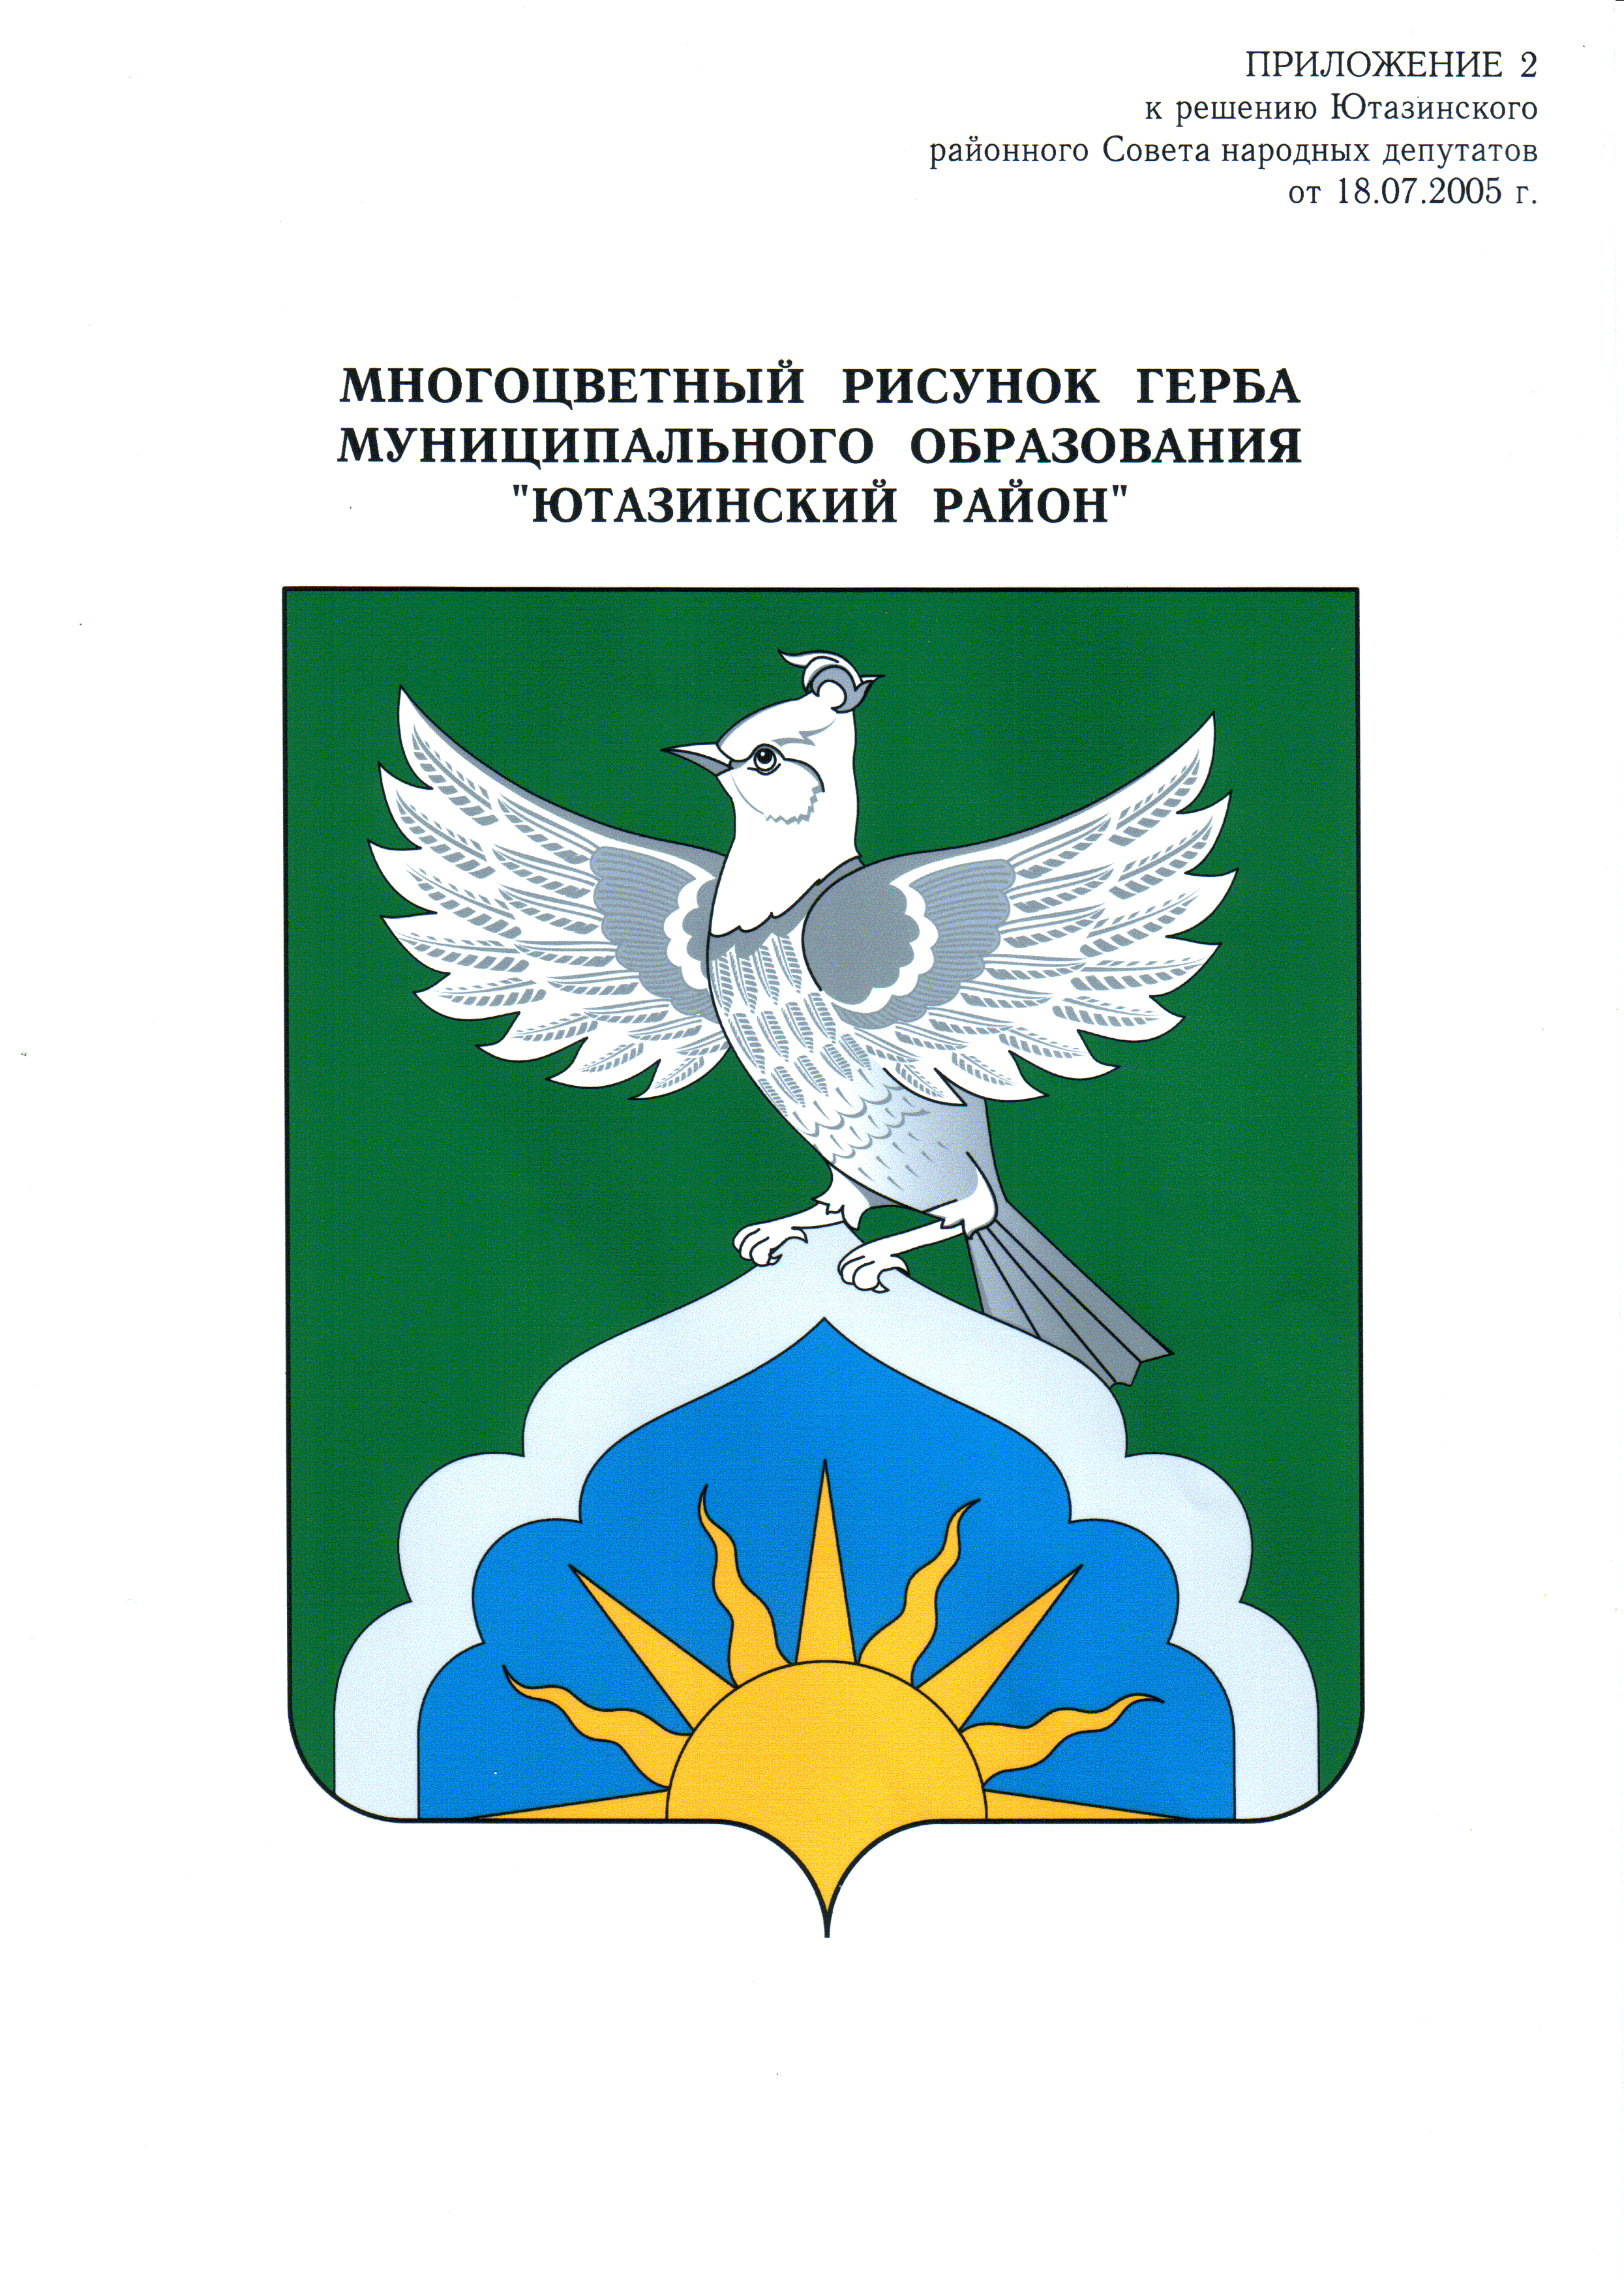 ПРИЛОЖЕНИЕ 2
к решению Ютазинского
районного Совета народных депутатов
от 18.07.2005 г.
МНОГОЦВЕТНЫЙ РИСУНОК ГЕРБА
МУНИЦИПАЛЬНОГО ОБРАЗОВАНИЯ
"ЮТАЗИНСКИЙ РАЙОН"